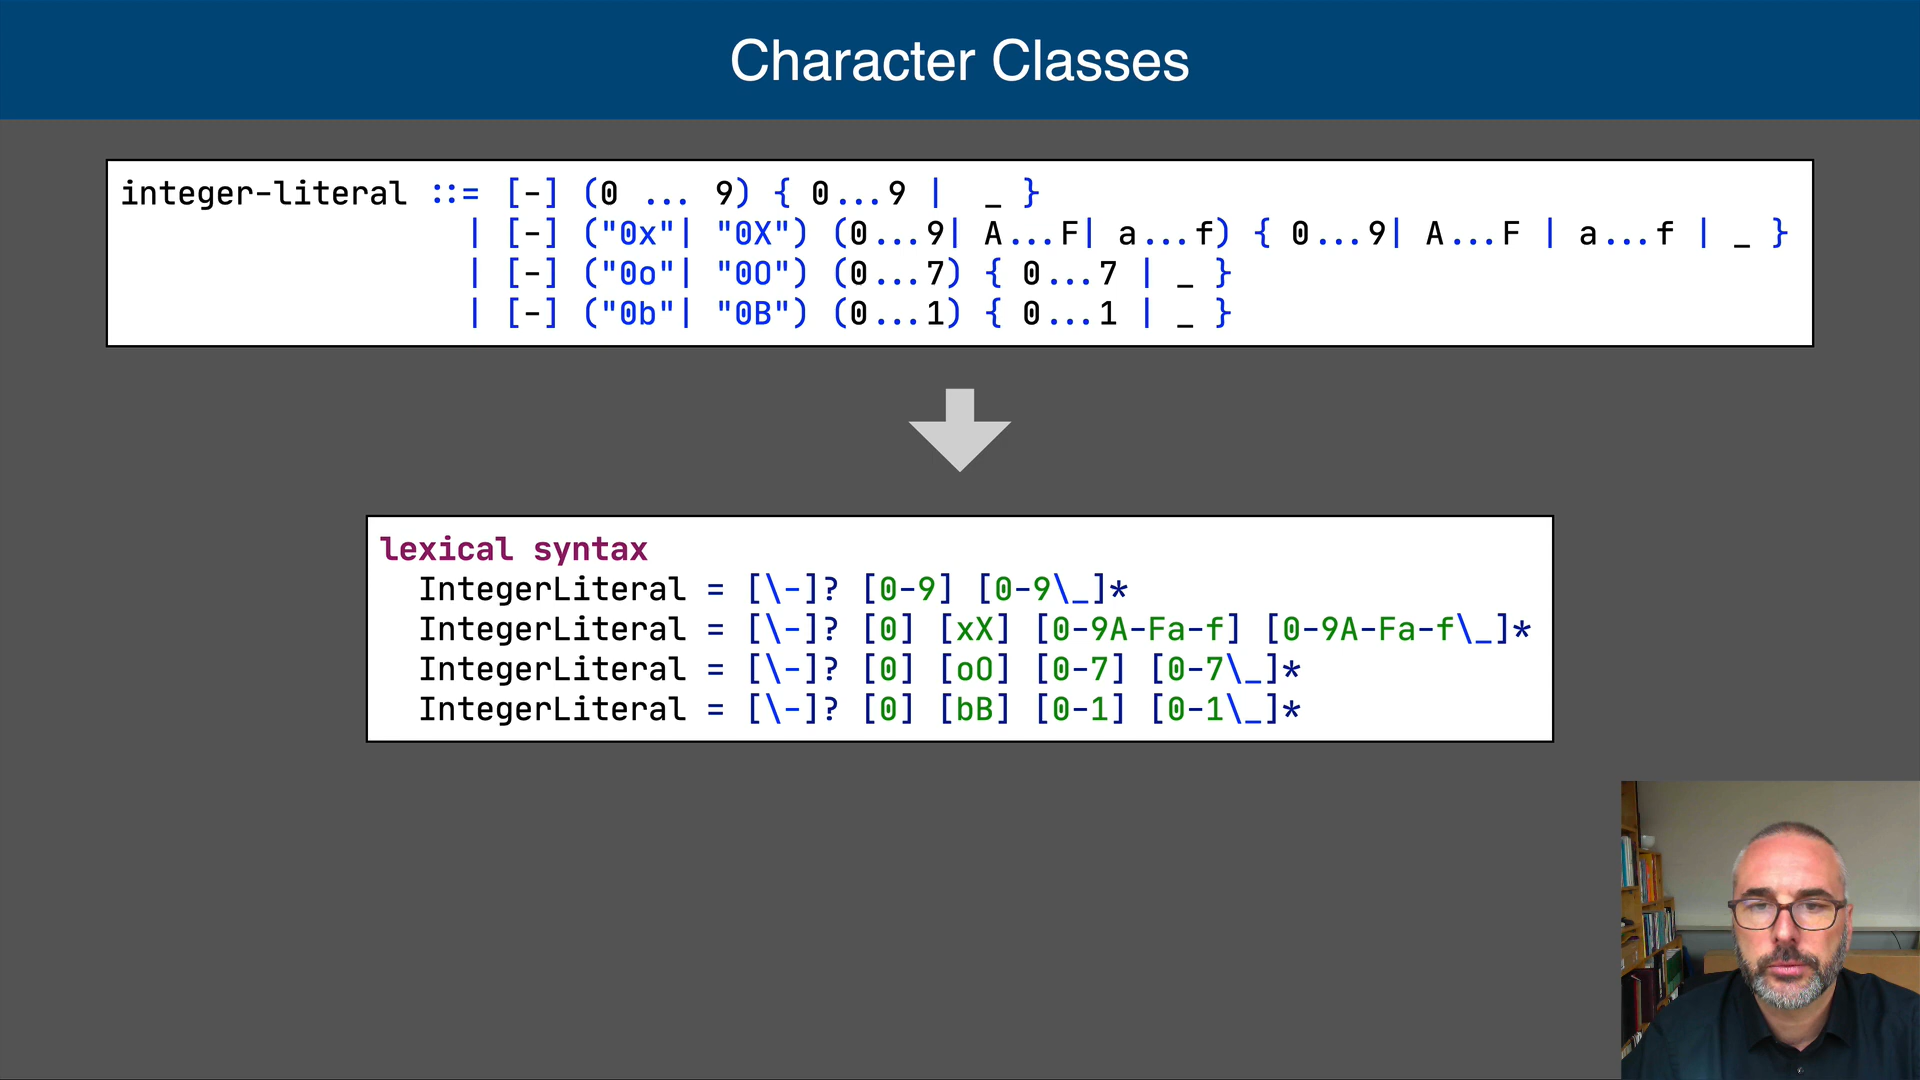 Character Classes
integer-literal ::= [-] (0 ... 9) { 0...9 | _ }
| [-] ("0x"| "0X") (0...9| A...F| a...f) { 0...9| A...F | a...f | _ }
| [-] ("0o"| "0O") (0...7) { 0...7 | _ }
| [-] ("0b"| "0B") (0...1) { 0...1 | _ }
lexical syntax
IntegerLiteral = [\-]? [0-9] [0-9\_]*
IntegerLiteral = [\-]? [0] [xX] [0-9A-Fa-f] [0-9A-Fa-f\_]*
IntegerLiteral = [\-]? [0] [oO] [0-7] [0-7\_]*
IntegerLiteral = [\-]? [0] [bB] [0-1] [0-1\_]*